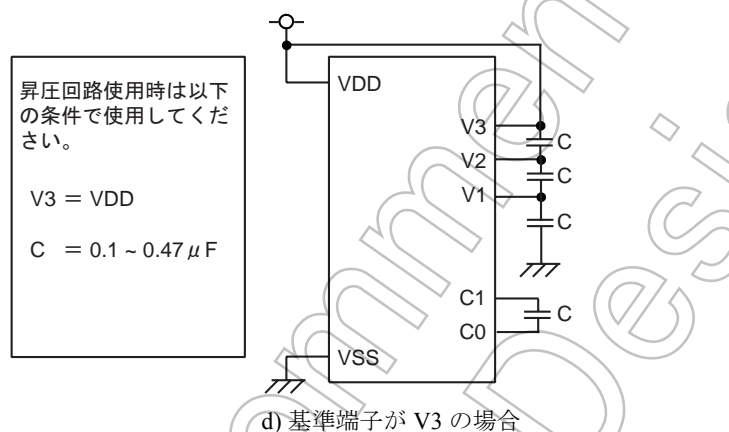 昇圧回路使用時は以下
の条件で使用してくだ
さい。
V3 = VDD
C = 0.1 ~ 0.47 μ F
VDD
V3
C
V2
C
V1
C
C1
C
C0
VSS
d) 基準端子が V3 の場合